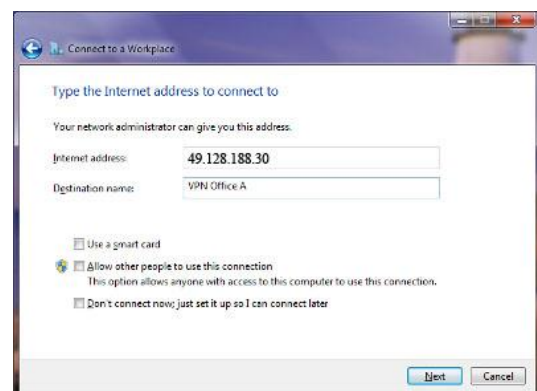 Connect to a Workplace
Type the Internet address to connect to
Your network administrator can give you this address.
Internet address: 49.128.188.30
Destination name: VPN Office A
Use a smart card
Allow other people to use this connection
This option allows anyone with access to this computer to use this connection.
Don't connect now; just set it up so I can connect later
Next Cancel